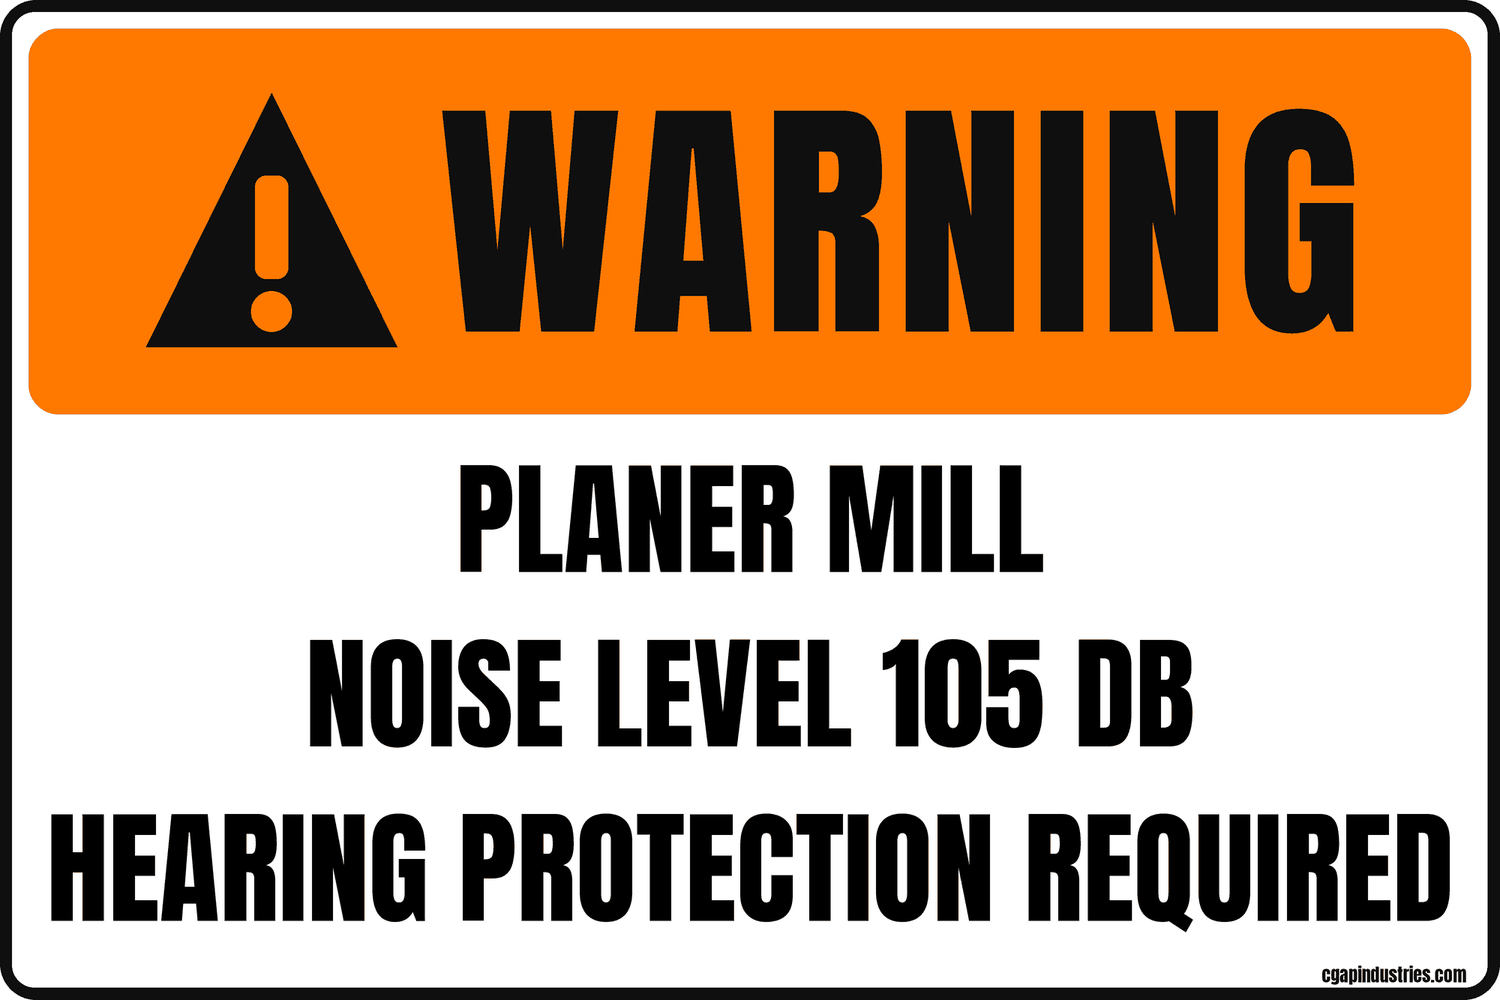 WARNING
PLANER MILL
NOISE LEVEL 105 DB
HEARING PROTECTION REQUIRED
cgapindustries.com